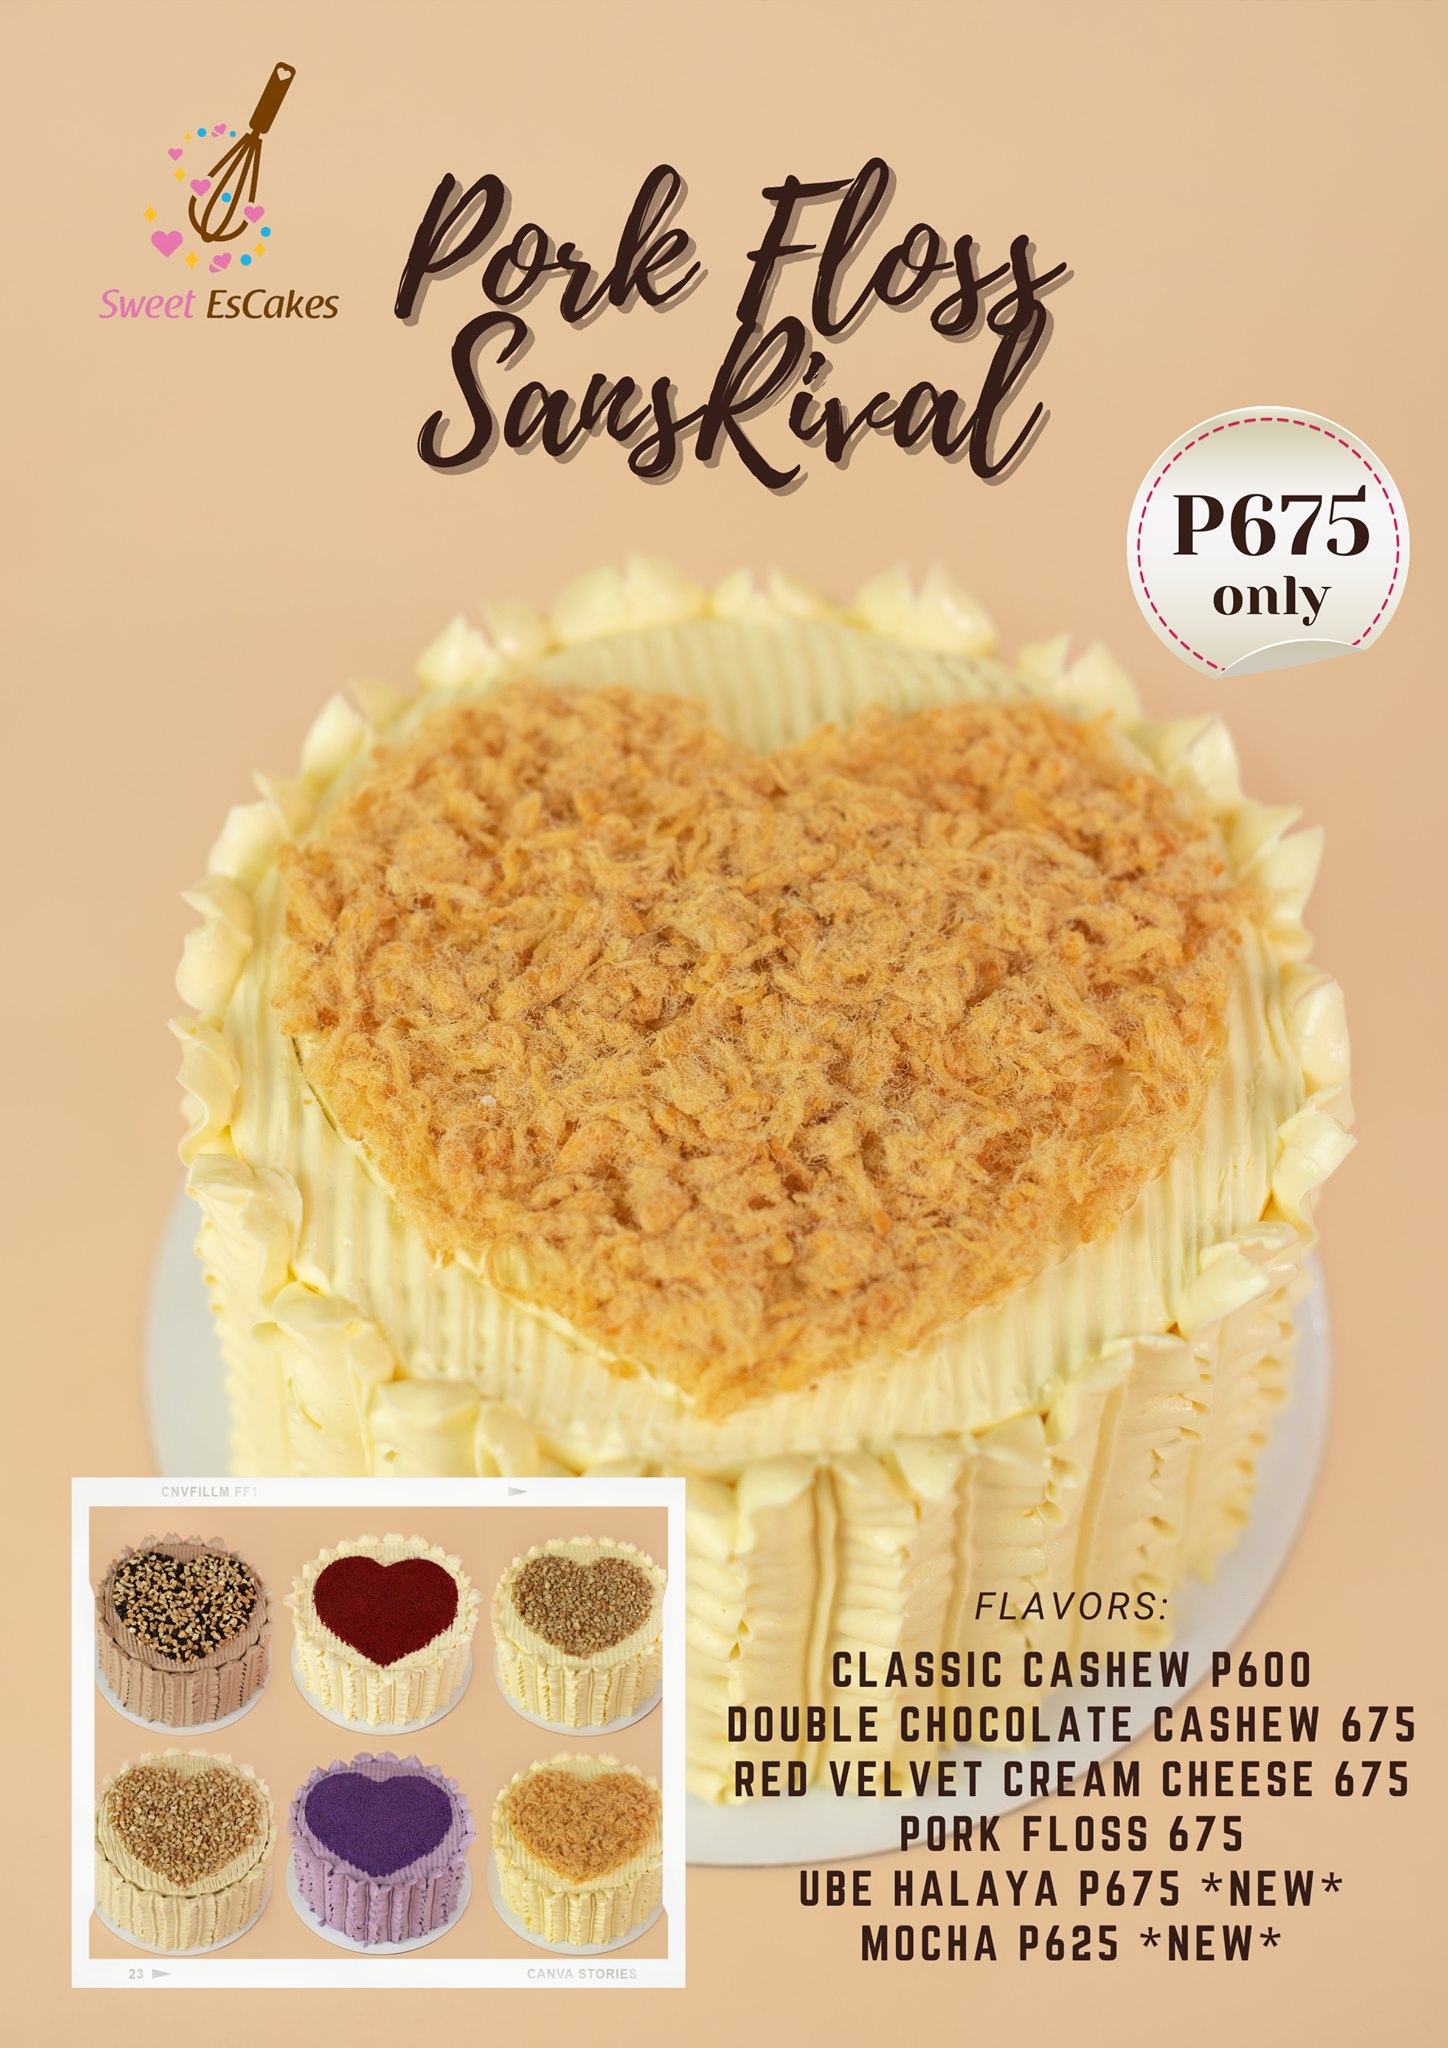 Sweet EsCakes
Pork Floss
SansRival
P675
only
CNVFILLM FF1
23
CANVA STORIES
FLAVORS:
CLASSIC CASHEW P600
DOUBLE CHOCOLATE CASHEW 675
RED VELVET CREAM CHEESE 675
PORK FLOSS 675
UBE HALAYA P675 *NEW*
MOCHA P625 *NEW*